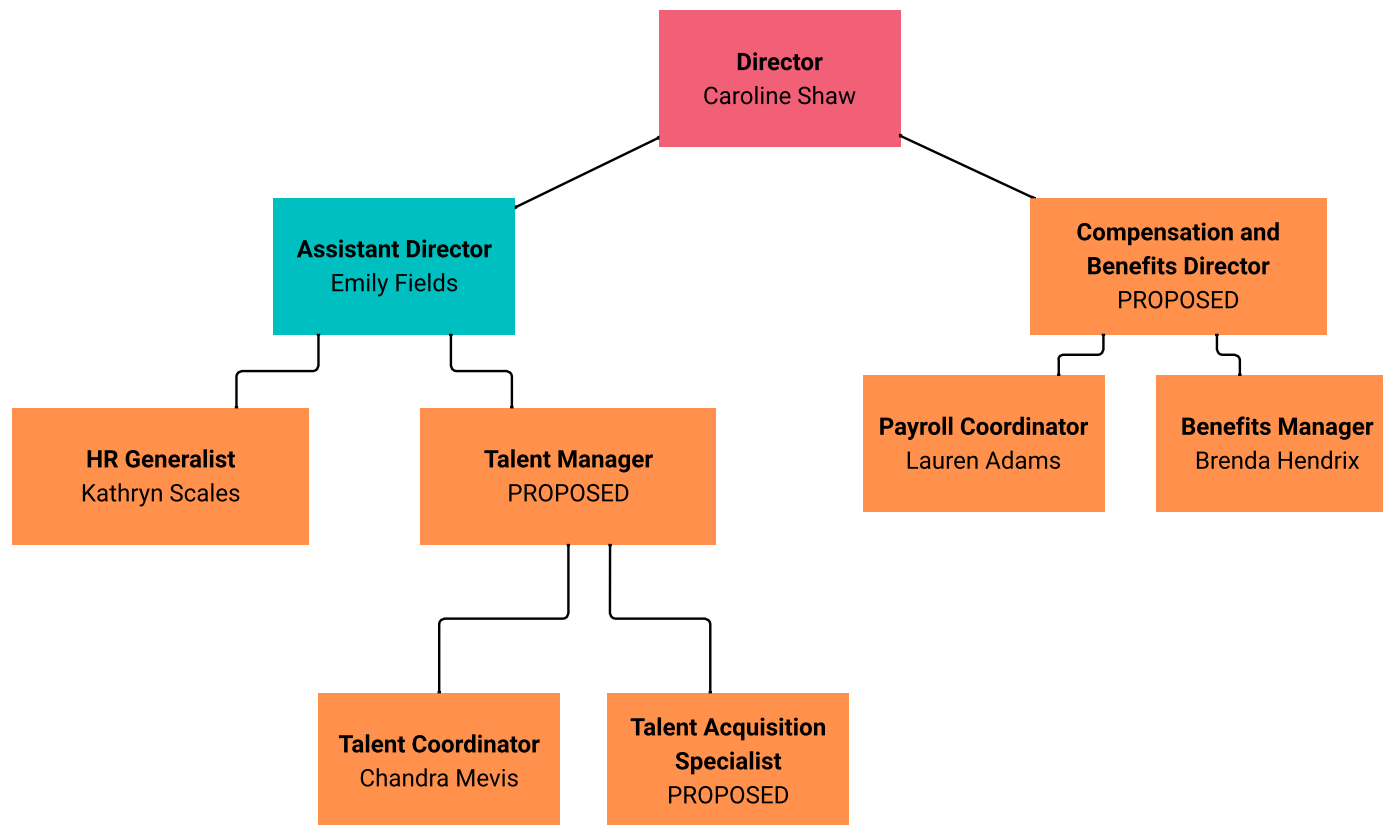 Director
Caroline Shaw
Assistant Director
Emily Fields
Compensation and
Benefits Director
PROPOSED
HR Generalist
Kathryn Scales
Talent Manager
PROPOSED
Payroll Coordinator
Lauren Adams
Benefits Manager
Brenda Hendrix
Talent Coordinator
Chandra Mevis
Talent Acquisition
Specialist
PROPOSED